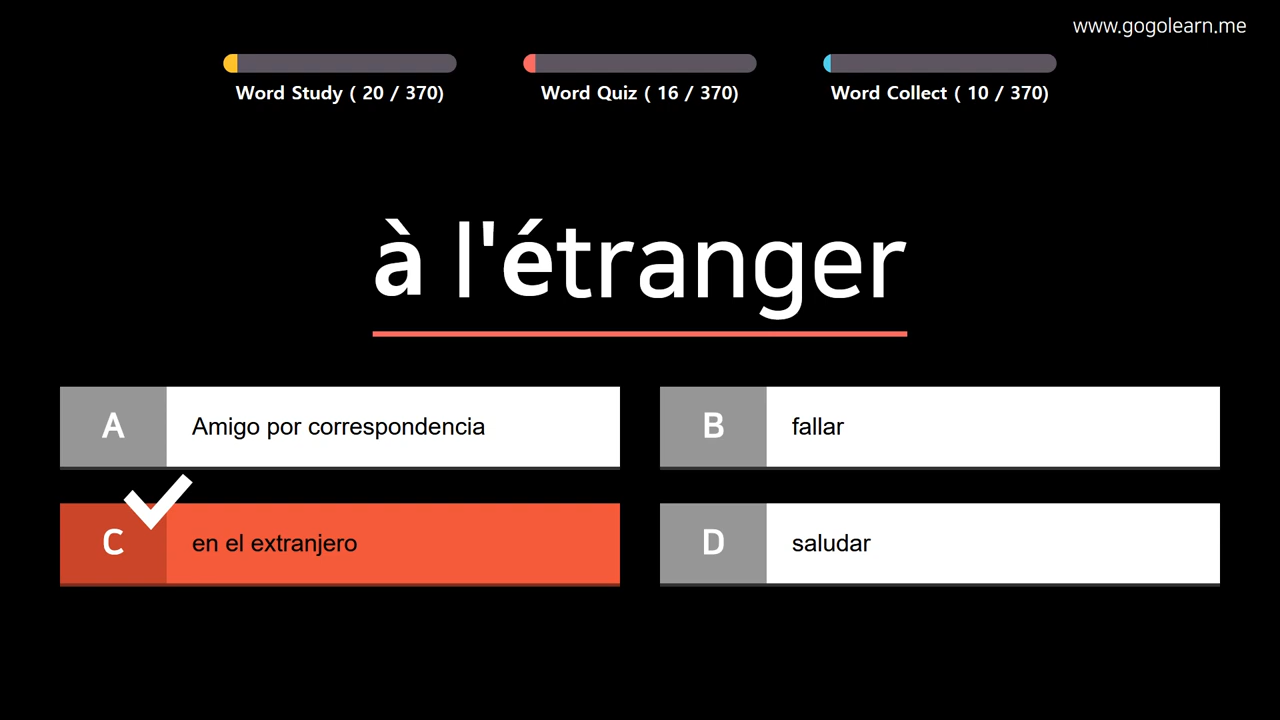 www.gogolearn.me
Word Study ( 20 / 370)
Word Quiz ( 16 / 370)
Word Collect ( 10 / 370)
à l'étranger
A Amigo por correspondencia
B fallar
C en el extranjero
D saludar